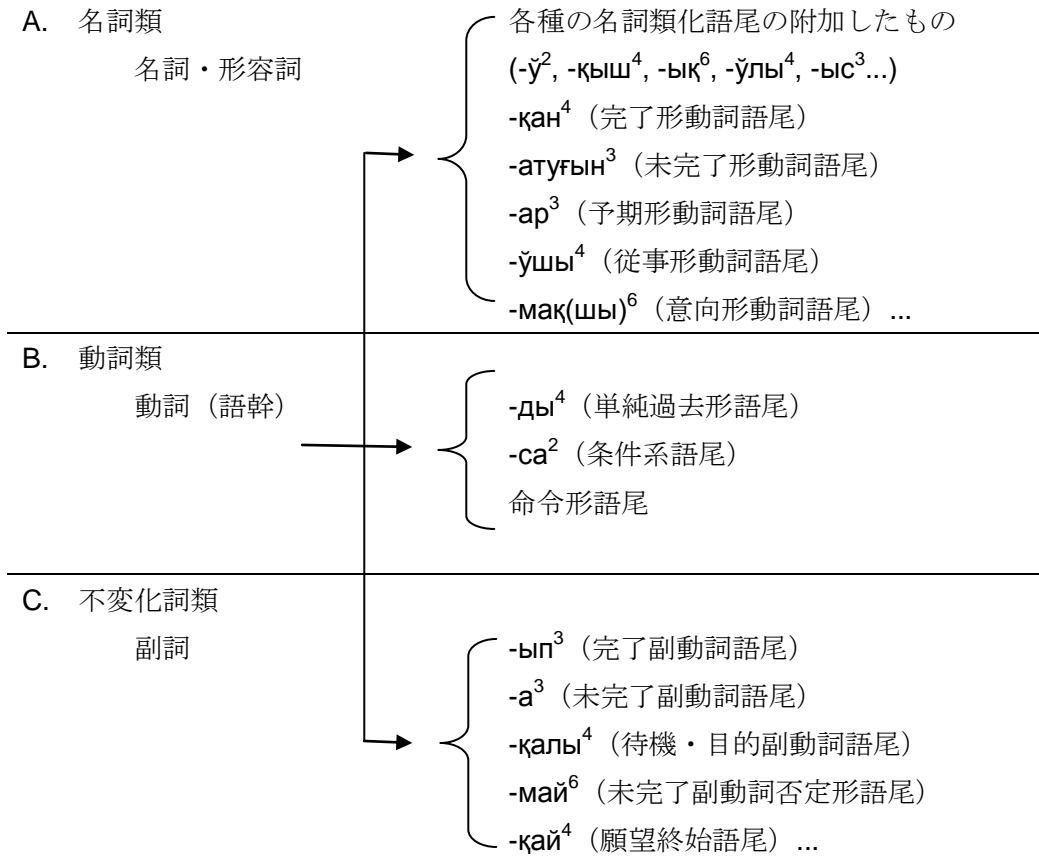 A. 名詞類
名詞・形容詞
各種の名詞類化語尾の附加したもの
(-ў², -қыш⁴, -ық⁶, -ўлы⁴, -ыс³...)
-қан⁴（完了形動詞語尾）
-атуғын³（未完了形動詞語尾）
-ар³（予期形動詞語尾）
-ўшы⁴（従事形動詞語尾）
-мақ(шы)⁶（意向形動詞語尾）...
B. 動詞類
動詞（語幹）
-ды⁴（単純過去形語尾）
-са²（条件系語尾）
命令形語尾
C. 不変化詞類
副詞
-ып³（完了副動詞語尾）
-а³（未完了副動詞語尾）
-қалы⁴（待機・目的副動詞語尾）
-май⁶（未完了副動詞否定形語尾）
-қай⁴（願望終始語尾）...